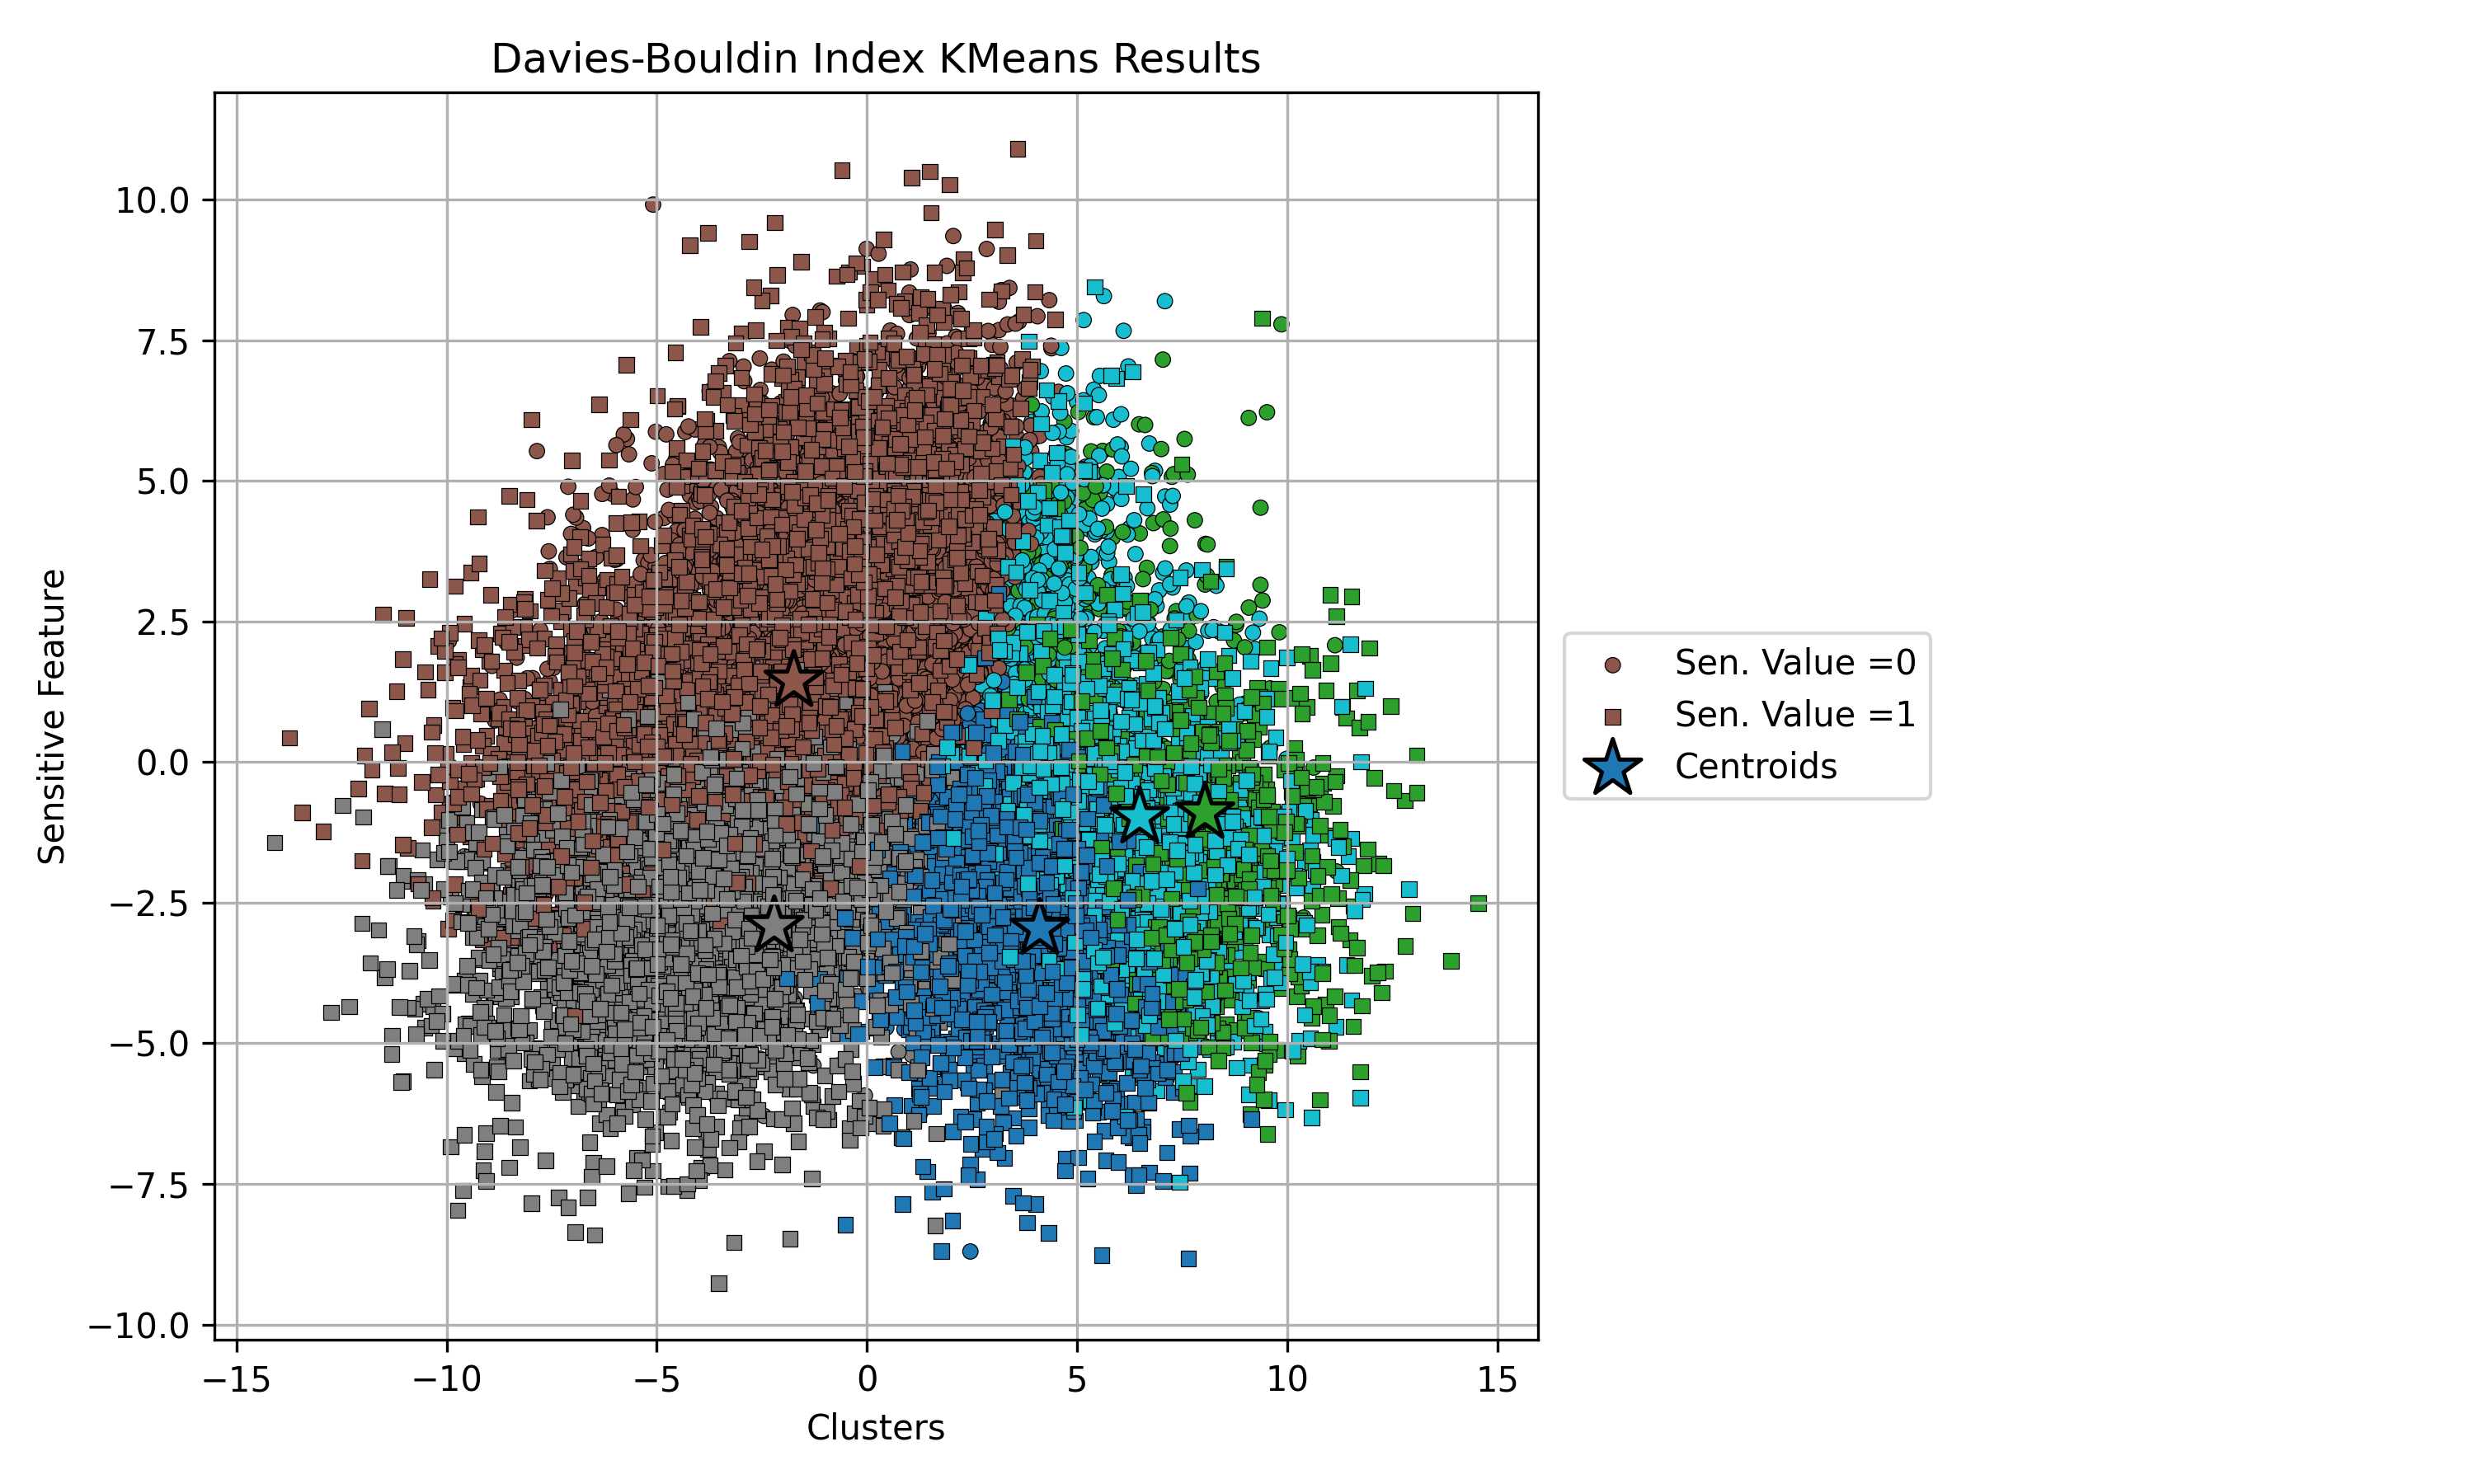 Davies-Bouldin Index KMeans Results
Sensitive Feature
10.0
7.5
5.0
2.5
0.0
−2.5
−5.0
−7.5
−10.0
−15
−10
−5
0
5
10
15
Clusters
Sen. Value =0
Sen. Value =1
Centroids